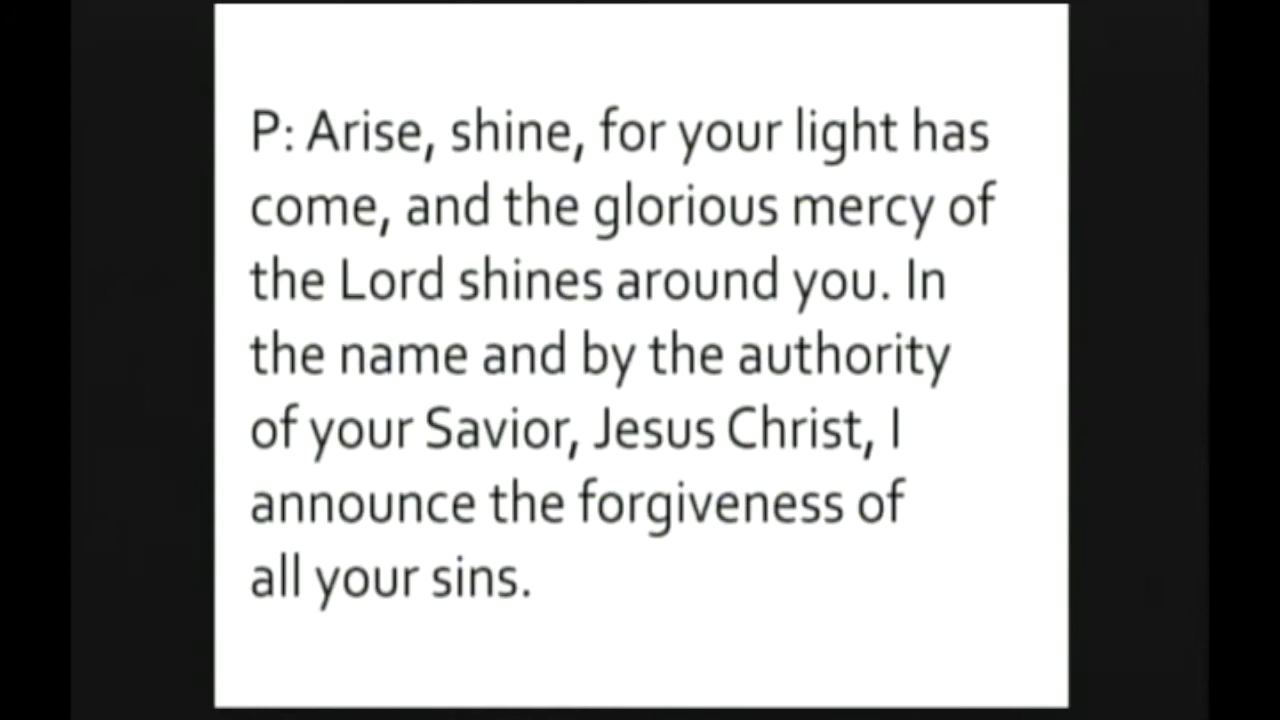 P: Arise, shine, for your light has
come, and the glorious mercy of
the Lord shines around you. In
the name and by the authority
of your Savior, Jesus Christ, I
announce the forgiveness of
all your sins.